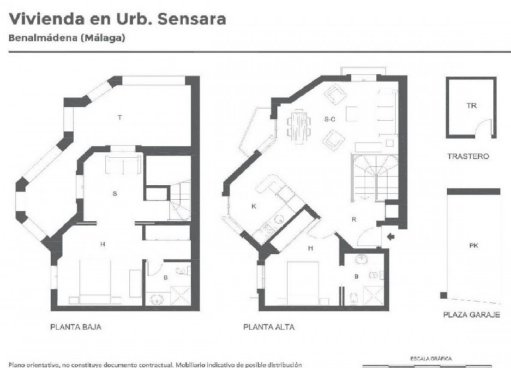 Vivienda en Urb. Sensara
Benalmádena (Málaga)
T
S
H
B
PLANTA BAJA
S-C
K
R
H
B
PLANTA ALTA
TR
TRASTERO
PK
PLAZA GARAJE
Plano orientativo, no constituye documento contractual. Mobiliario indicativo de posible distribución
ESCALA GRÁFICA